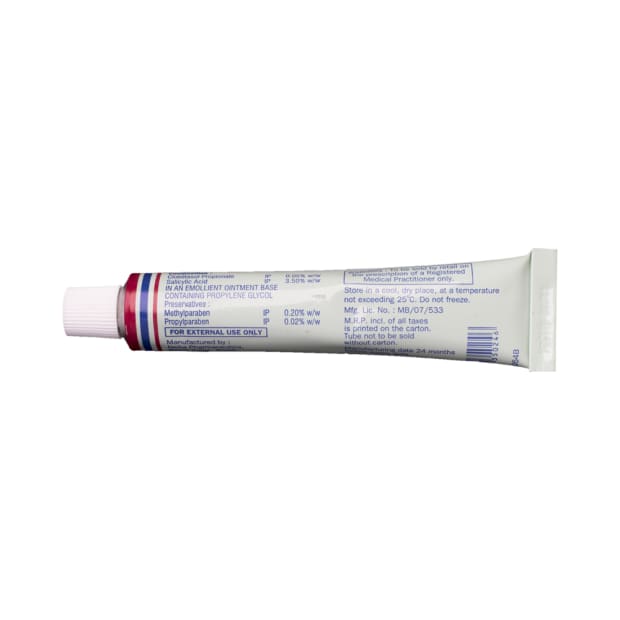 Clobetasol Propionate IP 0.05% w/w
Salicylic Acid IP 3.50% w/w
IN AN EMOLLIENT OINTMENT BASE
CONTAINING PROPYLENE GLYCOL
Preservatives :
Methylparaben IP 0.20% w/w
Propylparaben IP 0.02% w/w
FOR EXTERNAL USE ONLY
Manufactured by :
: To be sold by retail on
the prescription of a Registered
Medical Practitioner only.
Store in a cool, dry place, at a temperature
not exceeding 25°C. Do not freeze.
Mfg. Lic. No. : MB/07/533
M.R.P. incl. of all taxes
is printed on the carton.
Tube not to be sold
without carton.
date 24 months
350246